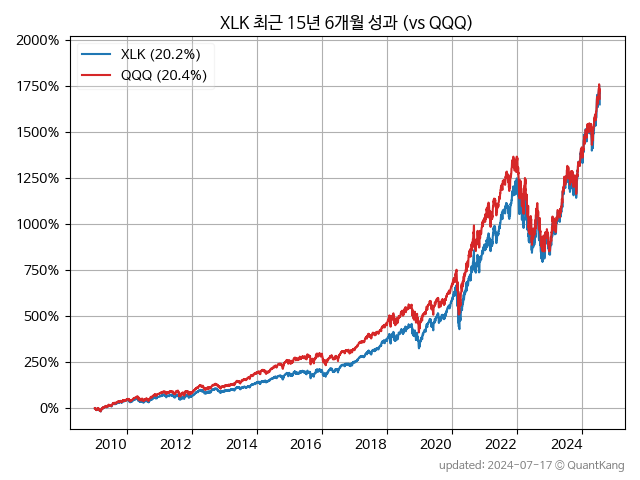 XLK 최근 15년 6개월 성과 (vs QQQ)
XLK (20.2%)
QQQ (20.4%)
2000%
1750%
1500%
1250%
1000%
750%
500%
250%
0%
2010 2012 2014 2016 2018 2020 2022 2024
updated: 2024-07-17 © QuantKang